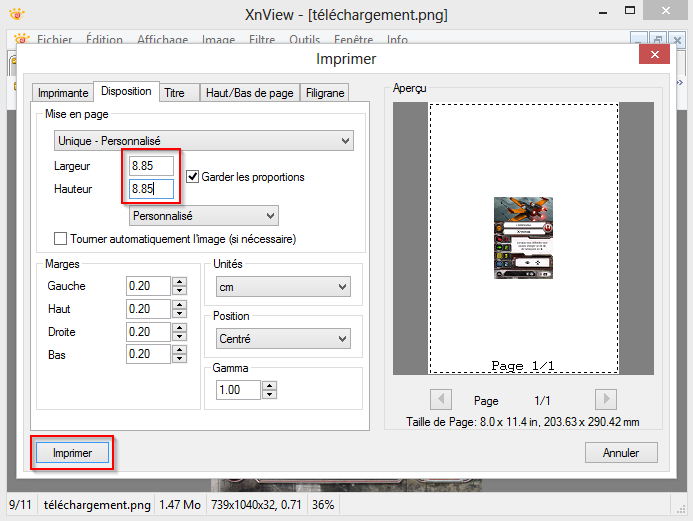 XnView - [téléchargement.png]
Fichier Édition Affichage Image Filtre Outils Fenêtre Info
Imprimer
Imprimante Disposition Titre Haut/Bas de page Filigrane
Mise en page
Unique - Personnalisé
Largeur 8.85
Hauteur 8.85
Garder les proportions
Personnalisé
Tourner automatiquement l'image (si nécessaire)
Marges
Gauche 0.20
Haut 0.20
Droite 0.20
Bas 0.20
Unités
cm
Position
Centré
Gamma
1.00
Aperçu
Page 1/1
Page 1/1
Taille de Page: 8.0 x 11.4 in, 203.63 x 290.42 mm
Imprimer
Annuler
9/11 téléchargement.png 1.47 Mo 739x1040x32, 0.71 36%